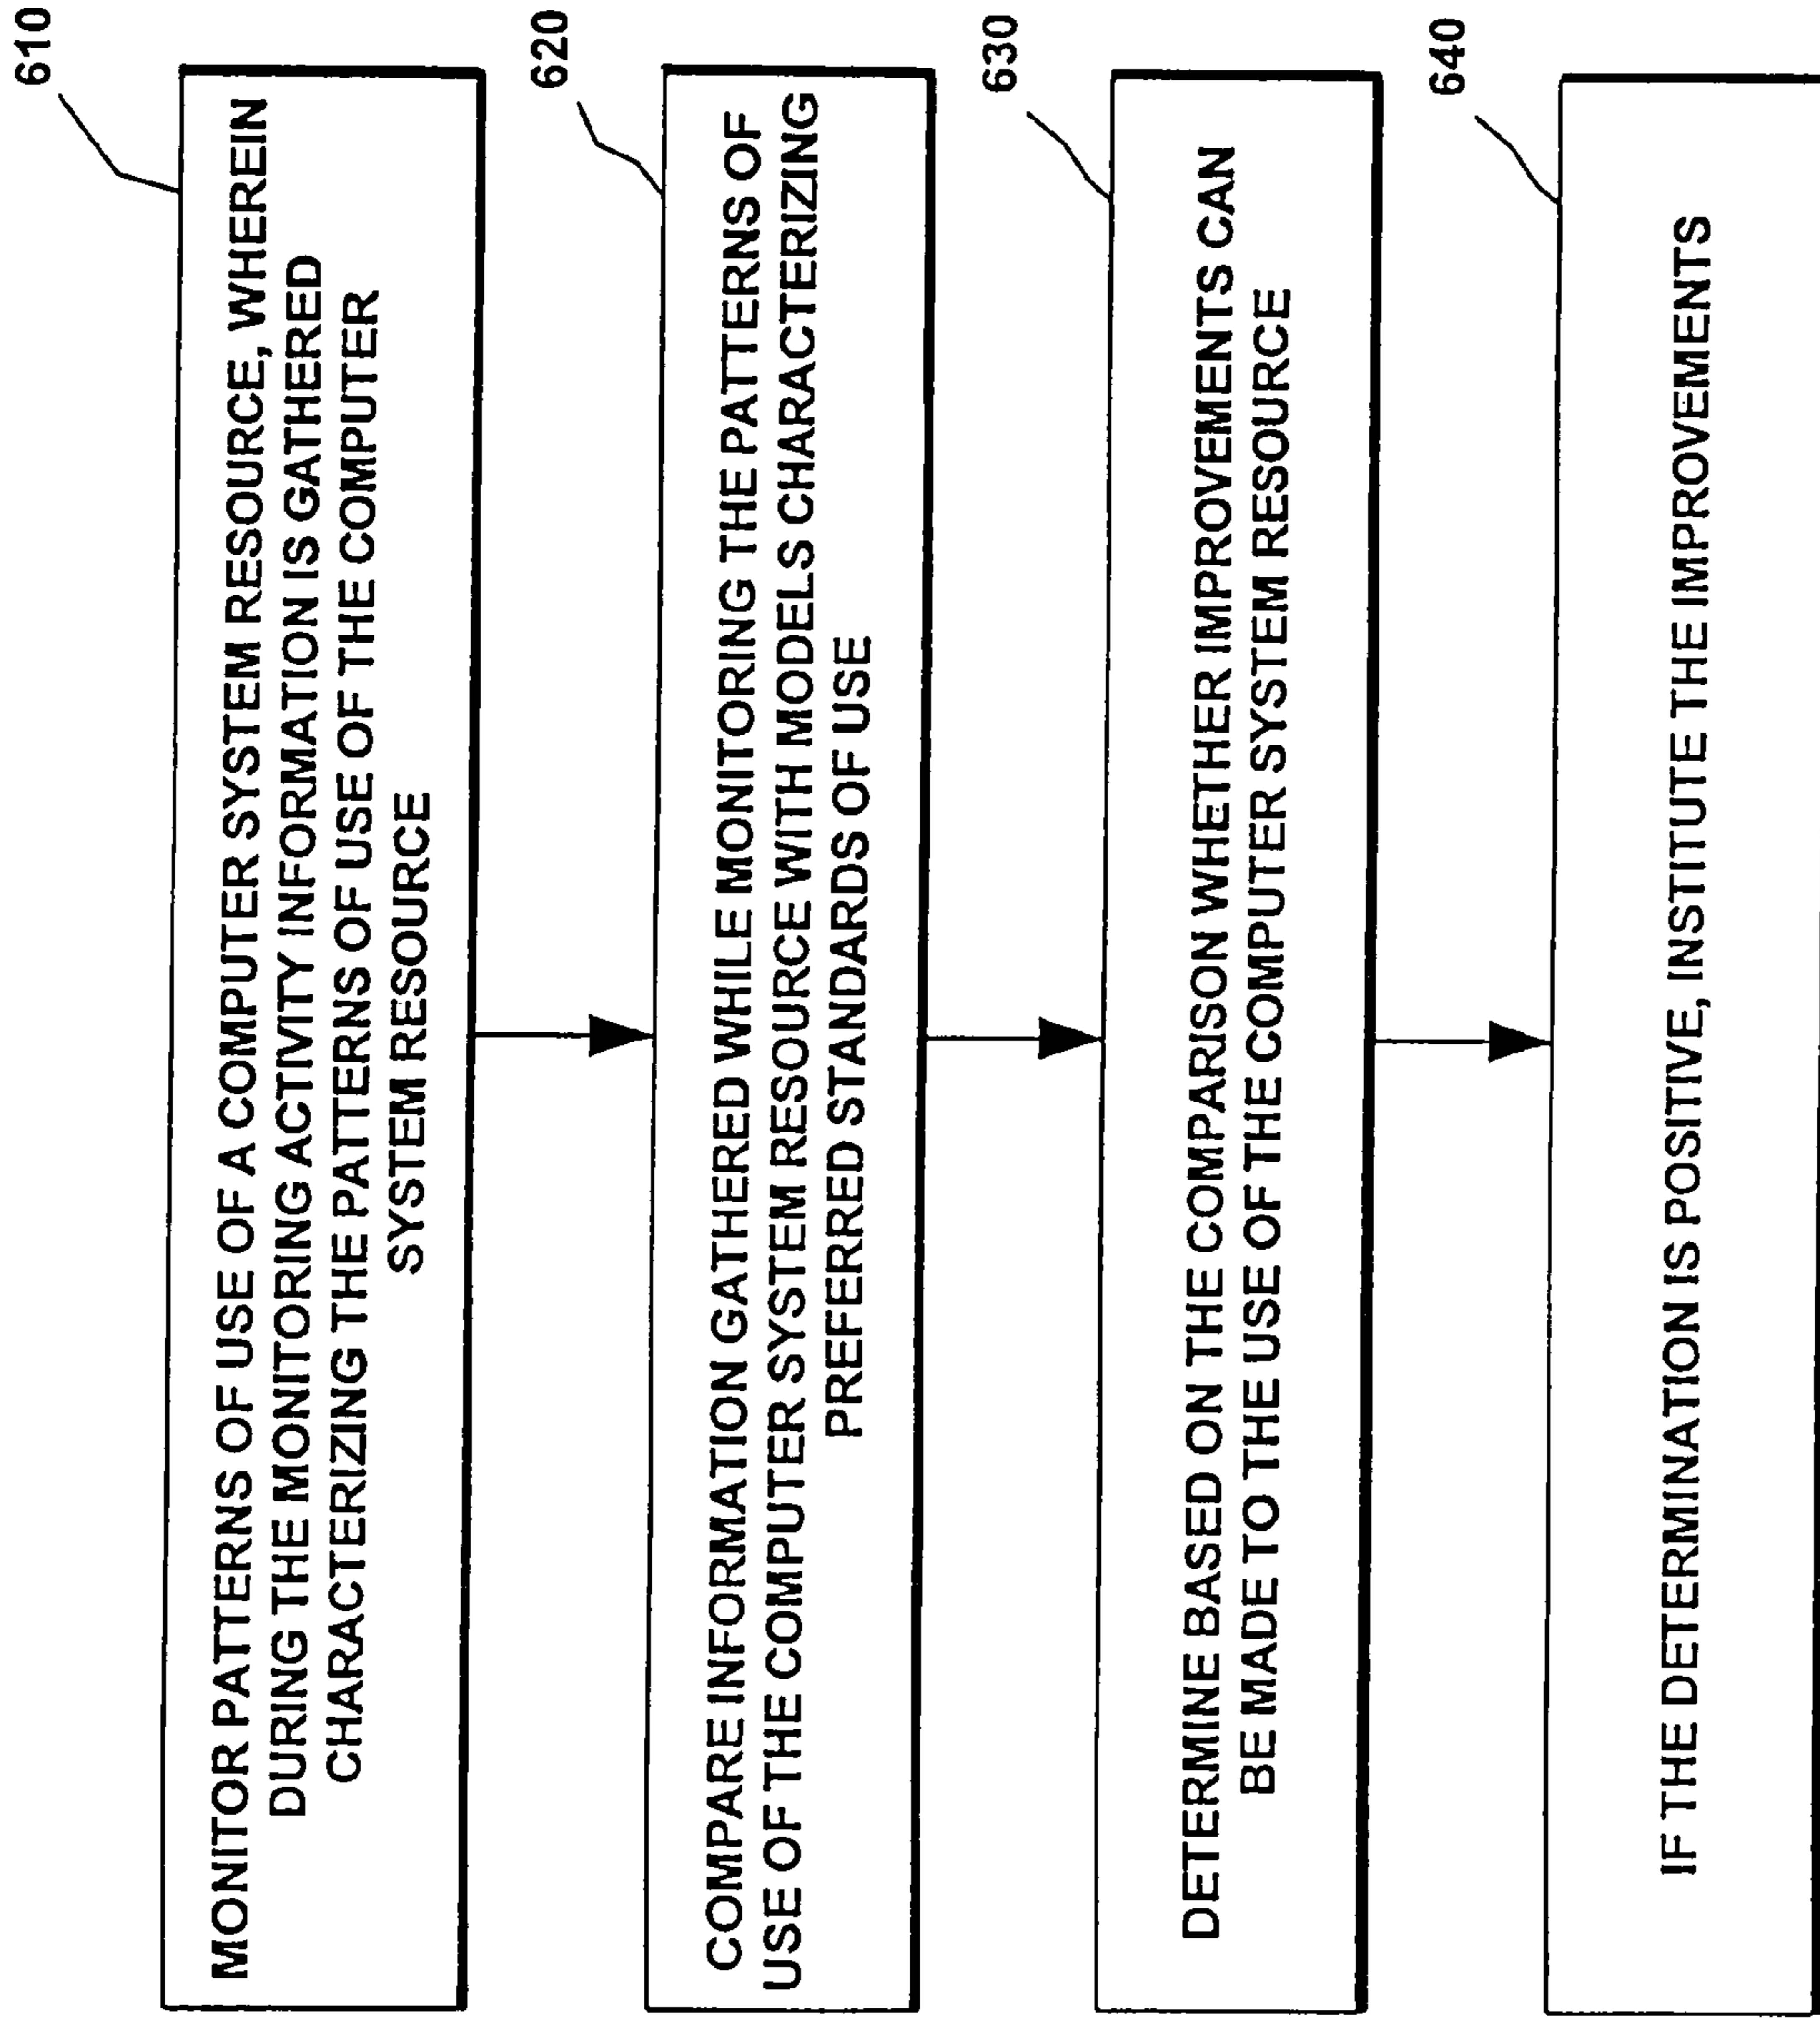 610
MONITOR PATTERNS OF USE OF A COMPUTER SYSTEM RESOURCE, WHEREIN
DURING THE MONITORING ACTIVITY INFORMATION IS GATHERED
CHARACTERIZING THE PATTERNS OF USE OF THE COMPUTER
SYSTEM RESOURCE
620
COMPARE INFORMATION GATHERED WHILE MONITORING THE PATTERNS OF
USE OF THE COMPUTER SYSTEM RESOURCE WITH MODELS CHARACTERIZING
PREFERRED STANDARDS OF USE
630
DETERMINE BASED ON THE COMPARISON WHETHER IMPROVEMENTS CAN
BE MADE TO THE USE OF THE COMPUTER SYSTEM RESOURCE
640
IF THE DETERMINATION IS POSITIVE, INSTITUTE THE IMPROVEMENTS